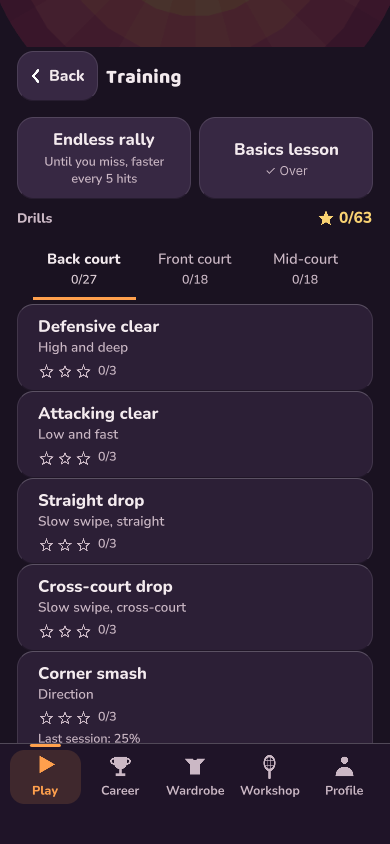 Back
Training
Endless rally
Until you miss, faster
every 5 hits
Basics lesson
✓ Over
Drills
0/63
Back court
0/27
Front court
0/18
Mid-court
0/18
Defensive clear
High and deep
0/3
Attacking clear
Low and fast
0/3
Straight drop
Slow swipe, straight
0/3
Cross-court drop
Slow swipe, cross-court
0/3
Corner smash
Direction
0/3
Last session: 25%
Play
Career
Wardrobe
Workshop
Profile